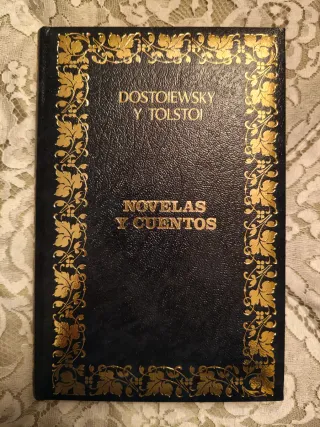 DOSTOIEWSKY
Y TOLSTOI
NOVELAS
Y CUENTOS